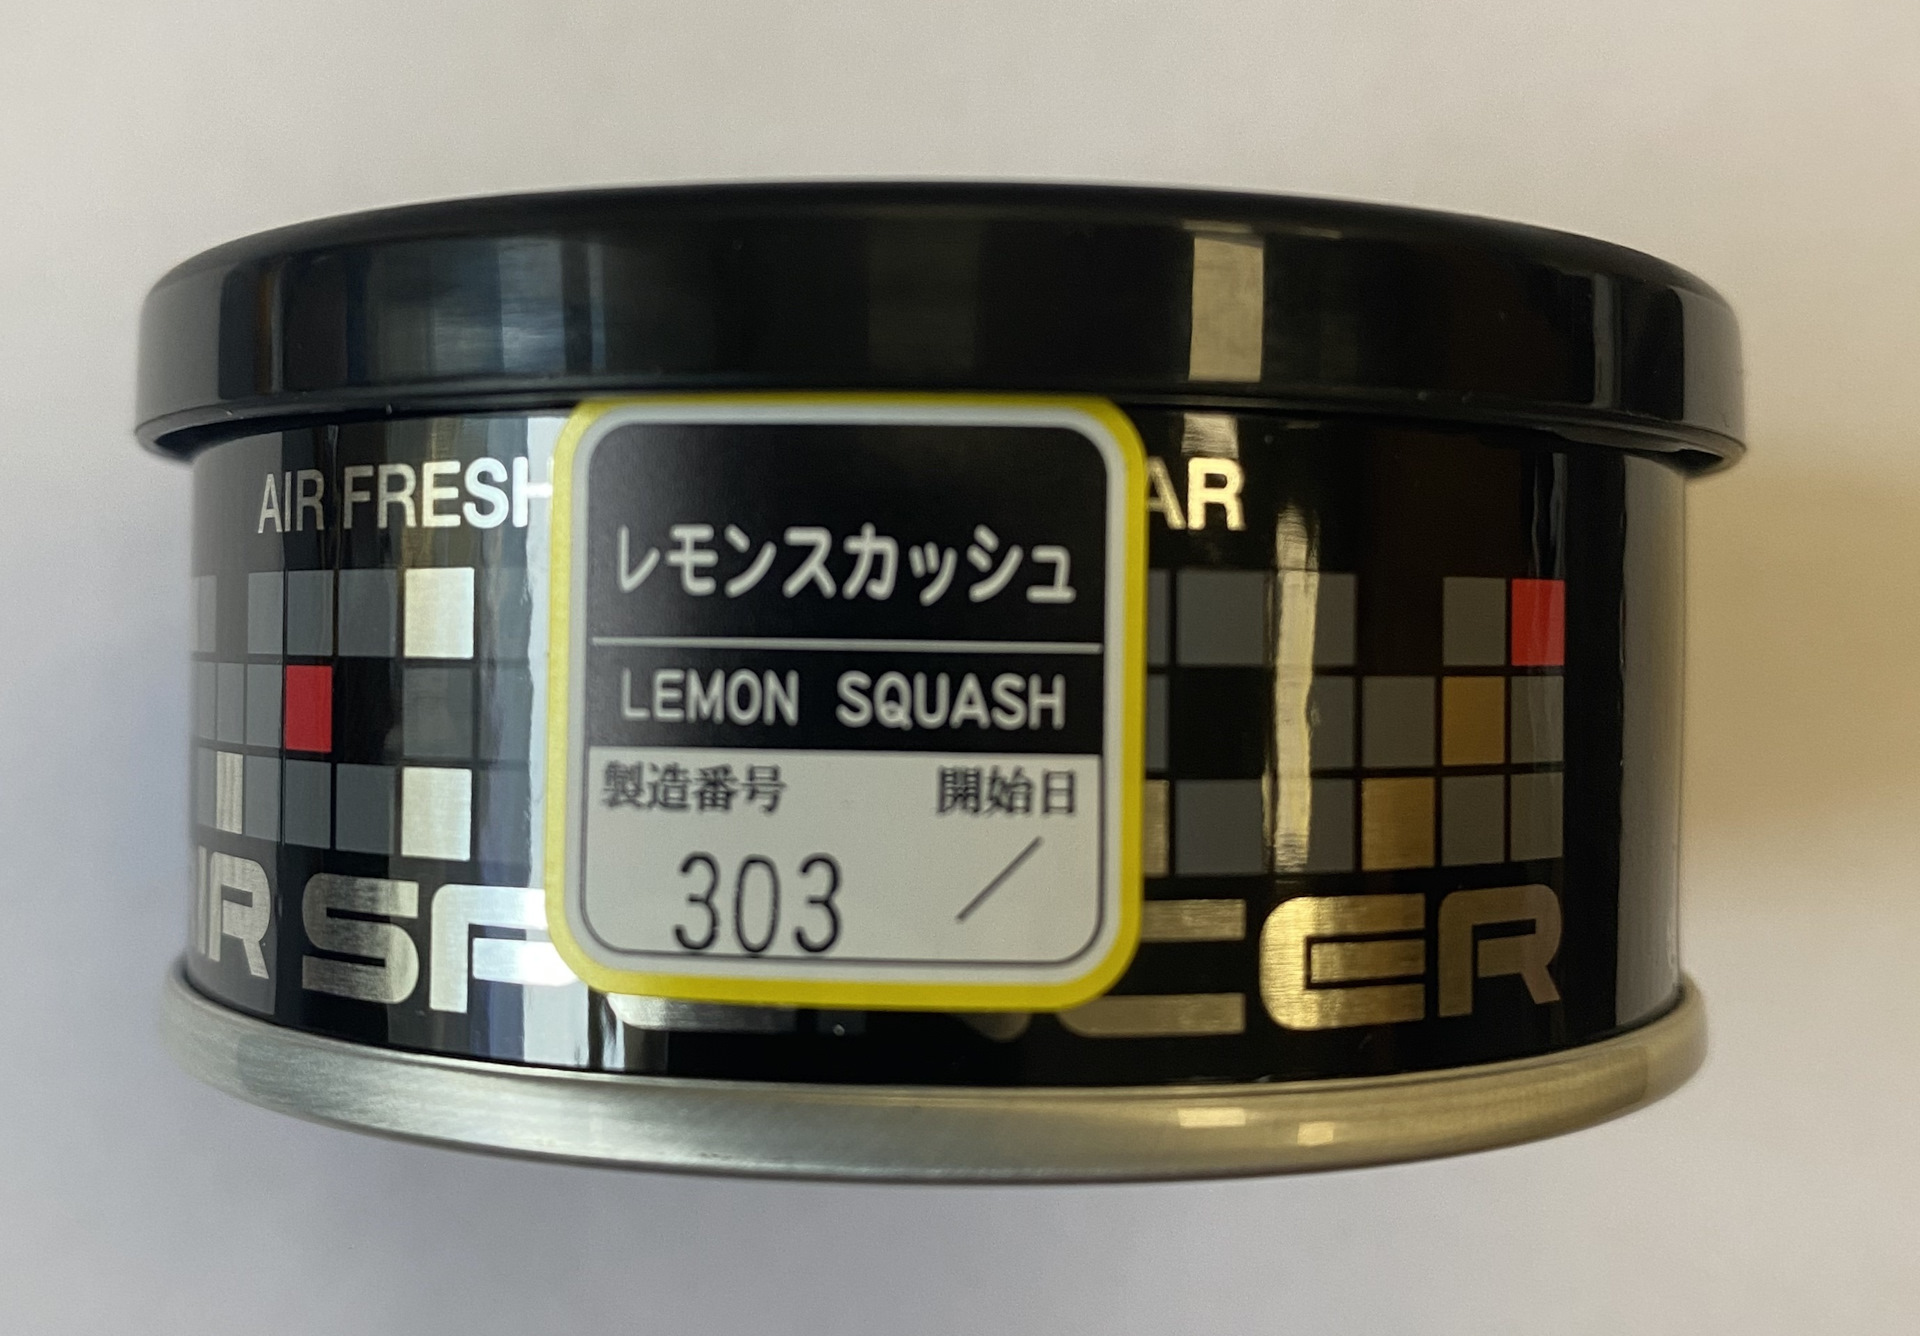 AIR FRESH
AR
レモンスカッシュ
LEMON SQUASH
製造番号 開始日
303 /